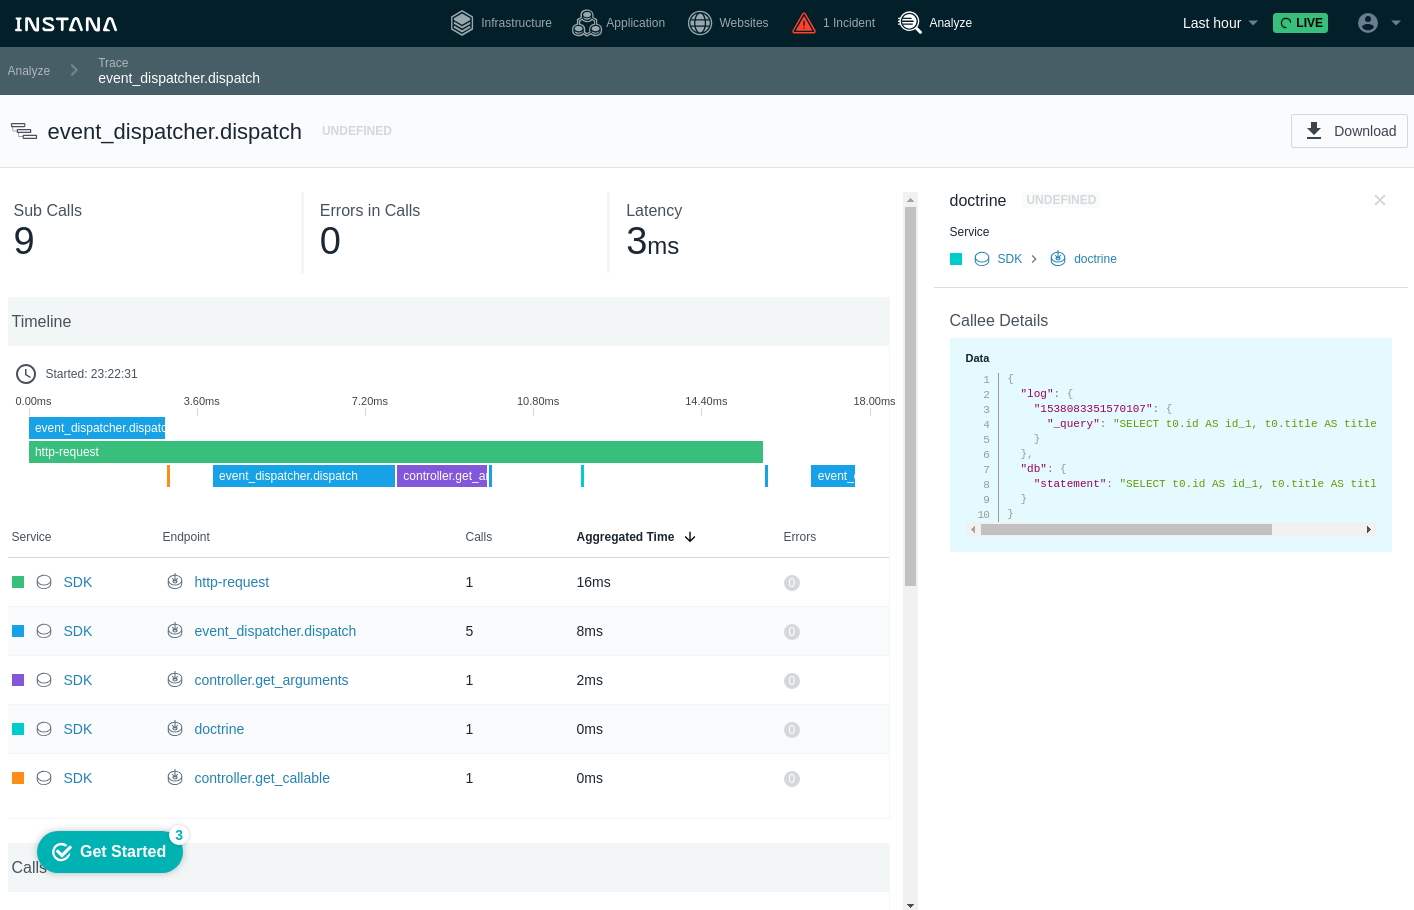 INSTANA
Infrastructure
Application
Websites
1 Incident
Analyze
Last hour
LIVE
Analyze
Trace
event_dispatcher.dispatch
event_dispatcher.dispatch
UNDEFINED
Download
Sub Calls
9
Errors in Calls
0
Latency
3ms
Timeline
Started: 23:22:31
0.00ms
3.60ms
7.20ms
10.80ms
14.40ms
18.00ms
event_dispatcher.dispatc
http-request
event_dispatcher.dispatch
controller.get_ar
event_
Service Endpoint Calls Aggregated Time Errors
SDK http-request 1 16ms 0
SDK event_dispatcher.dispatch 5 8ms 0
SDK controller.get_arguments 1 2ms 0
SDK doctrine 1 0ms 0
SDK controller.get_callable 1 0ms 0
Calls
Get Started
3
doctrine
UNDEFINED
Service
SDK
doctrine
Callee Details
Data
1 {
2 "log": {
3 "1538083351570107": {
4 "_query": "SELECT t0.id AS id_1, t0.title AS title
5 }
6 },
7 "db": {
8 "statement": "SELECT t0.id AS id_1, t0.title AS titl
9 }
10 }